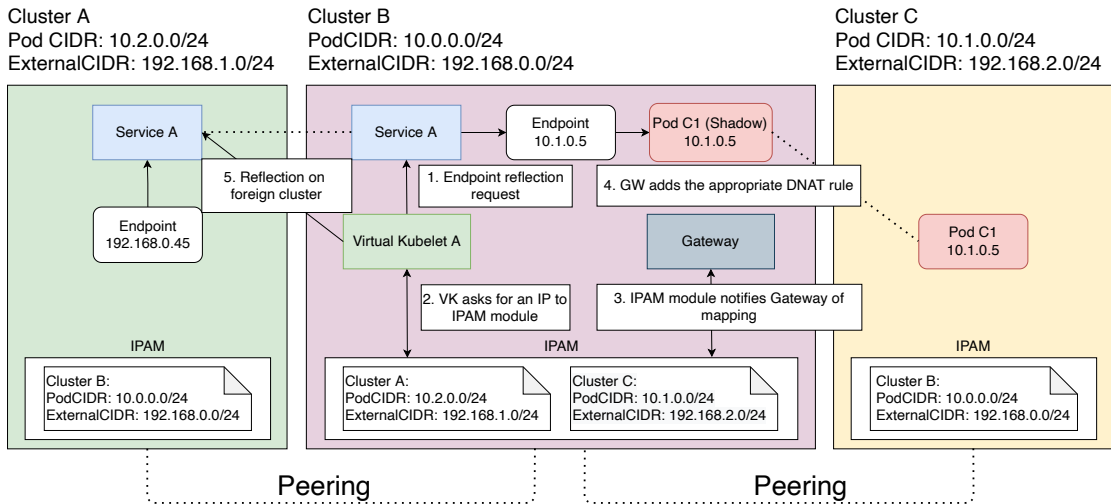 Cluster A
Pod CIDR: 10.2.0.0/24
ExternalCIDR: 192.168.1.0/24
Cluster B
PodCIDR: 10.0.0.0/24
ExternalCIDR: 192.168.0.0/24
Cluster C
Pod CIDR: 10.1.0.0/24
ExternalCIDR: 192.168.2.0/24
Service A
Service A
Endpoint
10.1.0.5
Pod C1 (Shadow)
10.1.0.5
5. Reflection on
foreign cluster
1. Endpoint reflection
request
4. GW adds the appropriate DNAT rule
Endpoint
192.168.0.45
Virtual Kubelet A
Gateway
Pod C1
10.1.0.5
2. VK asks for an IP to
IPAM module
3. IPAM module notifies Gateway of
mapping
IPAM
IPAM
IPAM
Cluster B:
PodCIDR: 10.0.0.0/24
ExternalCIDR: 192.168.0.0/24
Cluster A:
PodCIDR: 10.2.0.0/24
ExternalCIDR: 192.168.1.0/24
Cluster C:
PodCIDR: 10.1.0.0/24
ExternalCIDR: 192.168.2.0/24
Cluster B:
PodCIDR: 10.0.0.0/24
ExternalCIDR: 192.168.0.0/24
Peering
Peering